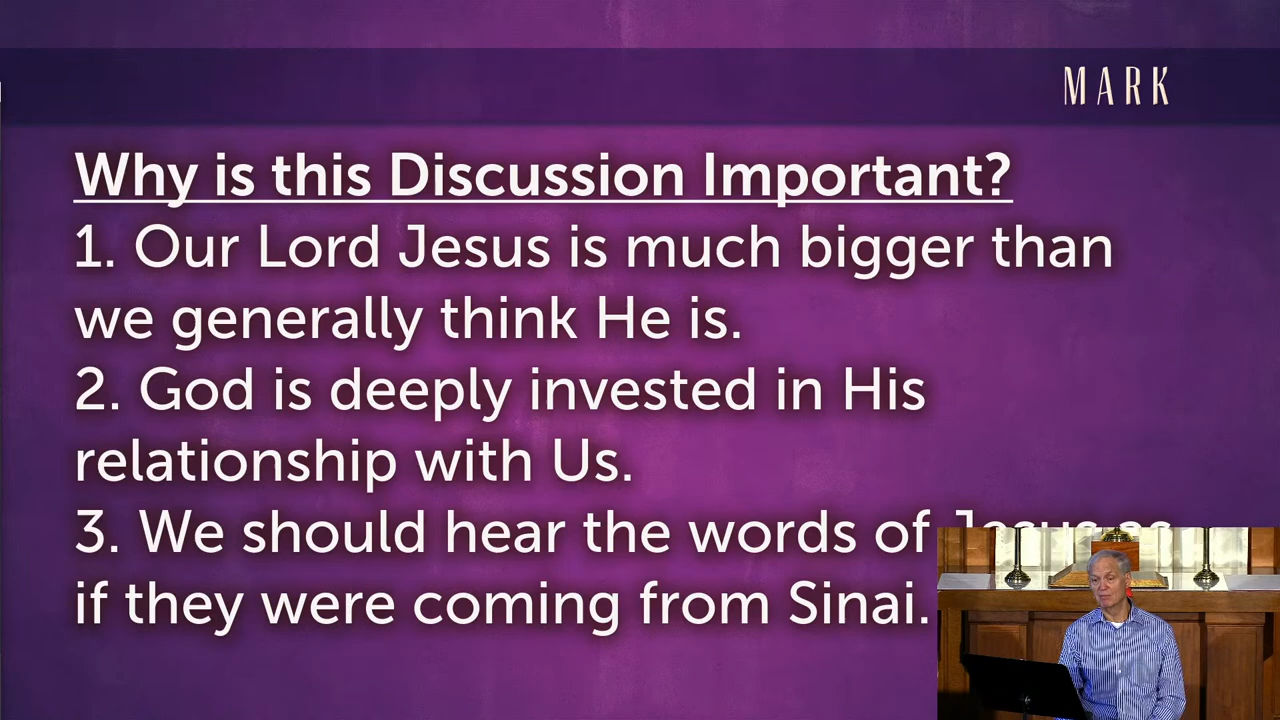 MARK
Why is this Discussion Important?
1. Our Lord Jesus is much bigger than
we generally think He is.
2. God is deeply invested in His
relationship with Us.
3. We should hear the words of Jesus as
if they were coming from Sinai.